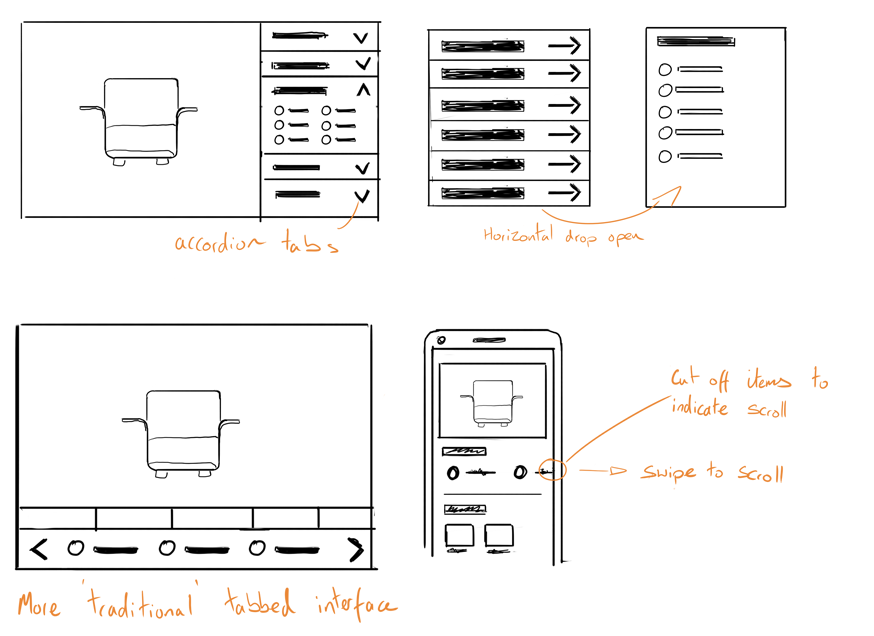 accordion tabs
Horizontal drop open
Cut off items to
indicate scroll
Swipe to scroll
More 'traditional' tabbed interface